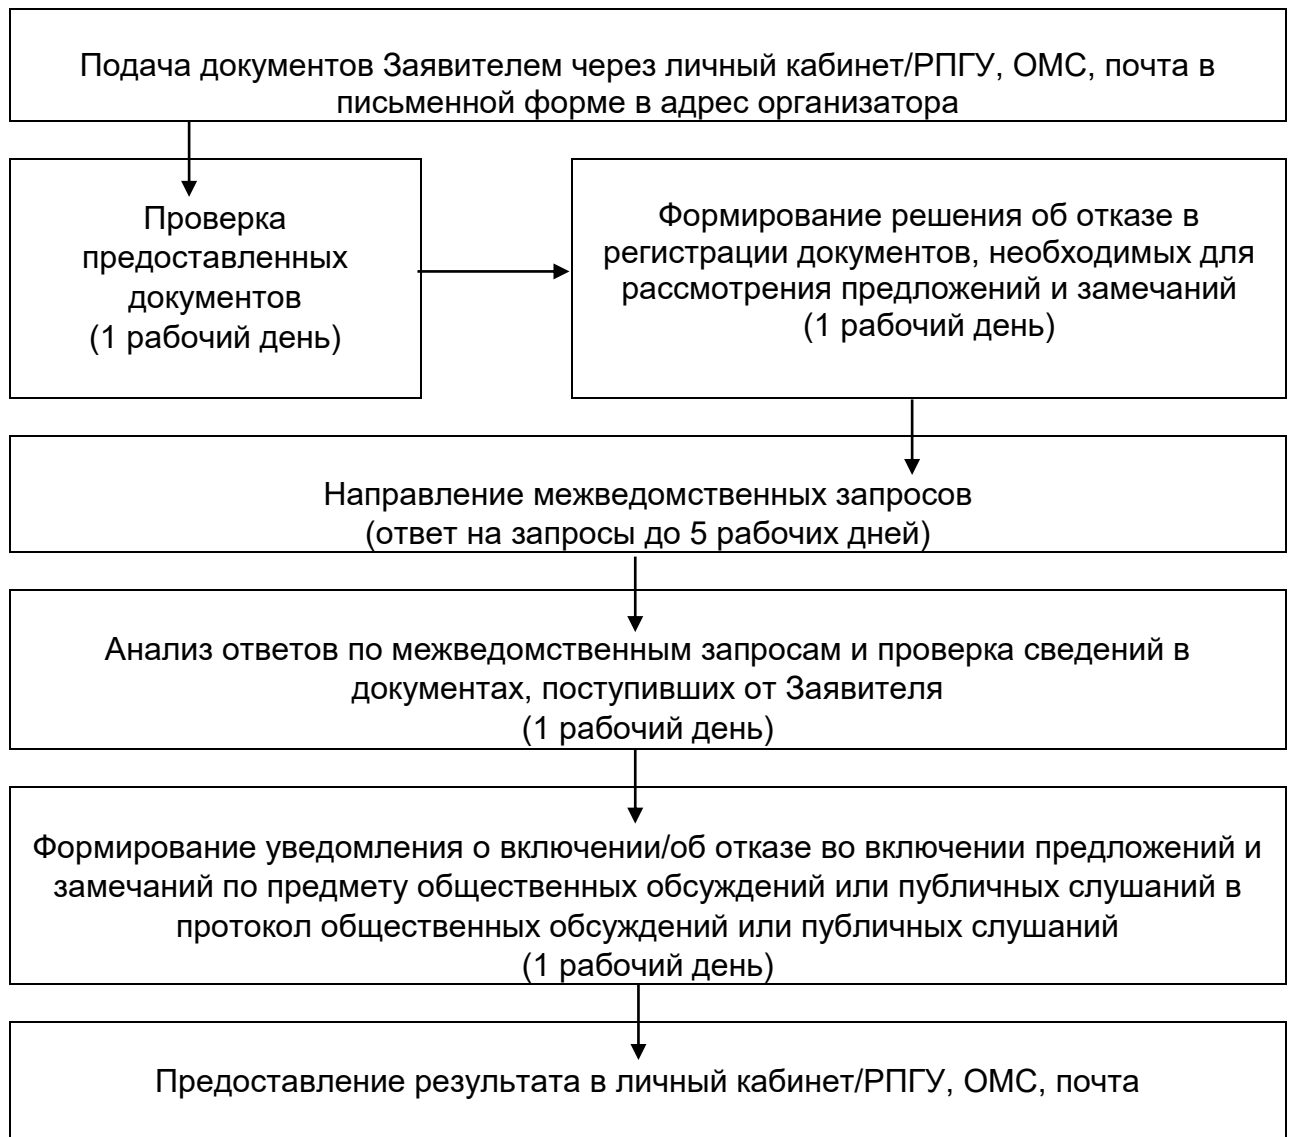 Подача документов Заявителем через личный кабинет/РПГУ, ОМС, почта в
письменной форме в адрес организатора
Проверка
предоставленных
документов
(1 рабочий день)
Формирование решения об отказе в
регистрации документов, необходимых для
рассмотрения предложений и замечаний
(1 рабочий день)
Направление межведомственных запросов
(ответ на запросы до 5 рабочих дней)
Анализ ответов по межведомственным запросам и проверка сведений в
документах, поступивших от Заявителя
(1 рабочий день)
Формирование уведомления о включении/об отказе во включении предложений и
замечаний по предмету общественных обсуждений или публичных слушаний в
протокол общественных обсуждений или публичных слушаний
(1 рабочий день)
Предоставление результата в личный кабинет/РПГУ, ОМС, почта